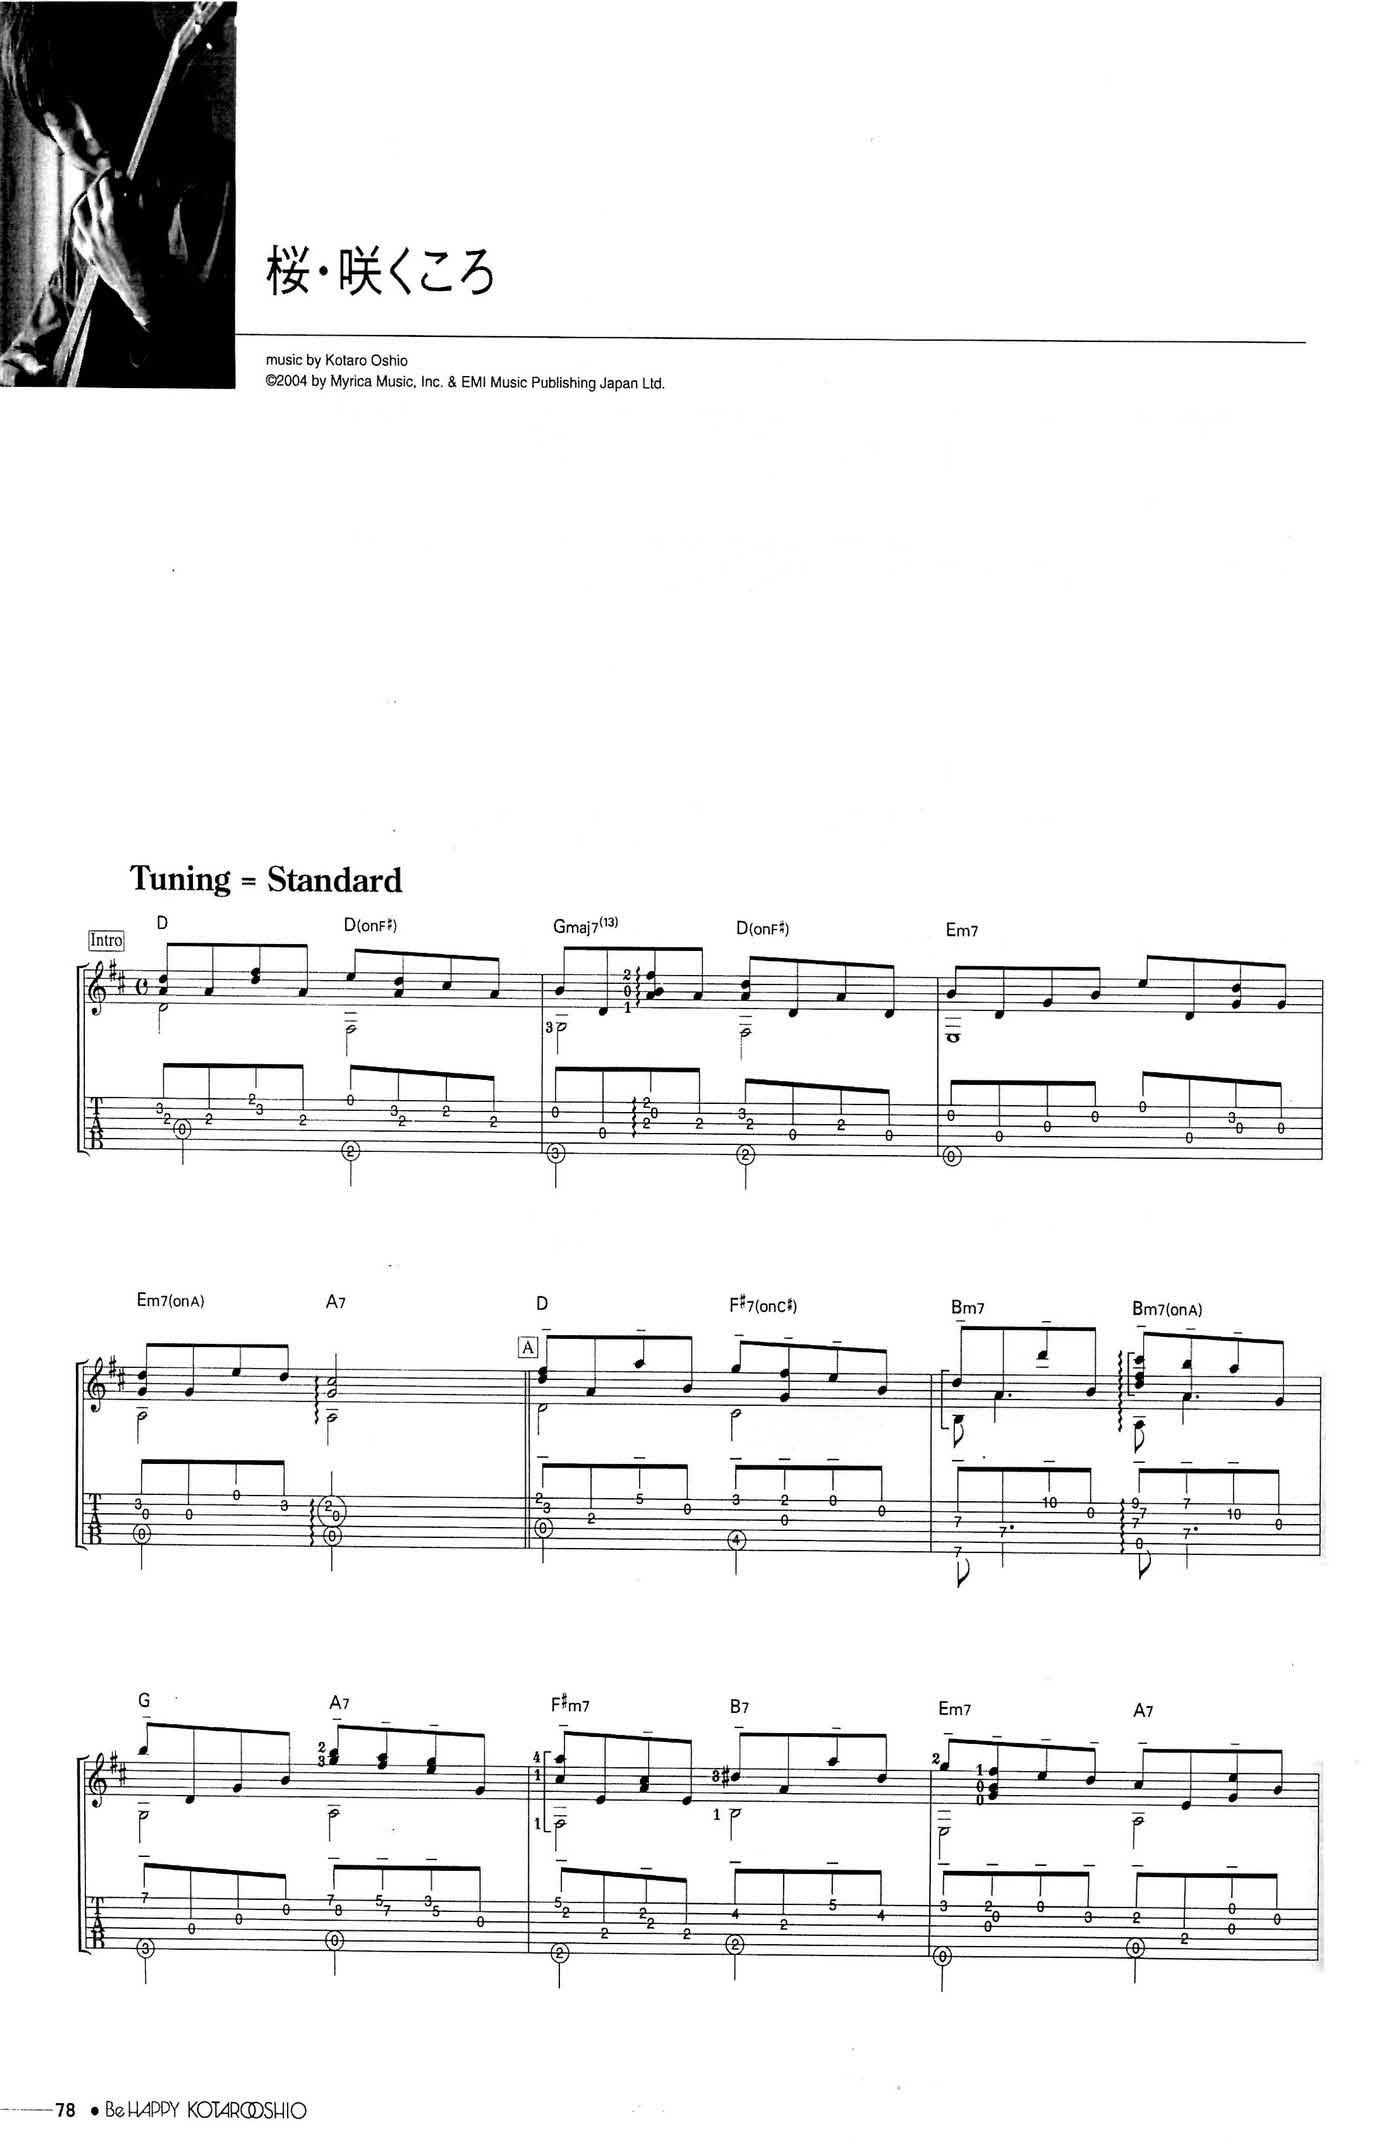 桜・咲くころ
music by Kotaro Oshio
©2004 by Myrica Music, Inc. & EMI Music Publishing Japan Ltd.
Tuning = Standard
Intro
D D(onF♯) Gmaj7(13) D(onF♯) Em7
Em7(onA) A7 D F♯7(onC♯) Bm7 Bm7(onA)
A
G A7 F♯m7 B7 Em7 A7
78 ● Be HAPPY KOTARO OSHIO